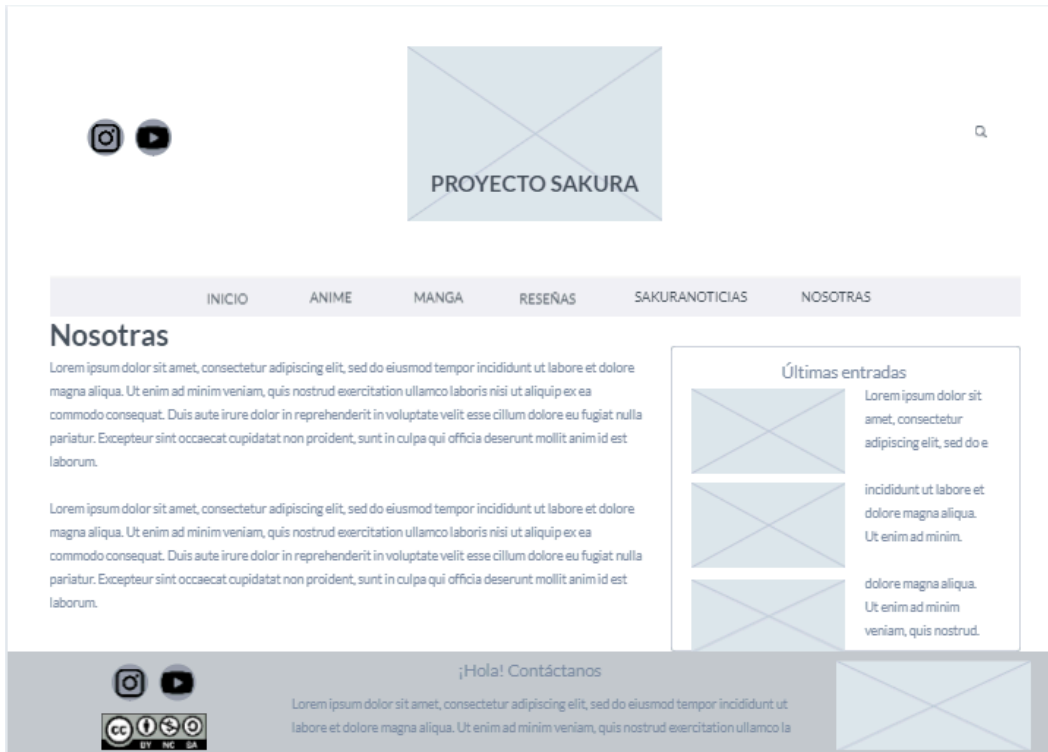 PROYECTO SAKURA
INICIO ANIME MANGA RESEÑAS SAKURANOTICIAS NOSOTRAS
Nosotras
Lorem ipsum dolor sit amet, consectetur adipiscing elit, sed do eiusmod tempor incididunt ut labore et dolore
magna aliqua. Ut enim ad minim veniam, quis nostrud exercitation ullamco laboris nisi ut aliquip ex ea
commodo consequat. Duis aute irure dolor in reprehenderit in voluptate velit esse cillum dolore eu fugiat nulla
pariatur. Excepteur sint occaecat cupidatat non proident, sunt in culpa qui officia deserunt mollit anim id est
laborum.
Lorem ipsum dolor sit amet, consectetur adipiscing elit, sed do eiusmod tempor incididunt ut labore et dolore
magna aliqua. Ut enim ad minim veniam, quis nostrud exercitation ullamco laboris nisi ut aliquip ex ea
commodo consequat. Duis aute irure dolor in reprehenderit in voluptate velit esse cillum dolore eu fugiat nulla
pariatur. Excepteur sint occaecat cupidatat non proident, sunt in culpa qui officia deserunt mollit anim id est
laborum.
Últimas entradas
Lorem ipsum dolor sit
amet, consectetur
adipiscing elit, sed do e
incididunt ut labore et
dolore magna aliqua.
Ut enim ad minim.
dolore magna aliqua.
Ut enim ad minim
veniam, quis nostrud.
cc
BY NC SA
¡Hola! Contáctanos
Lorem ipsum dolor sit amet, consectetur adipiscing elit, sed do eiusmod tempor incididunt ut
labore et dolore magna aliqua. Ut enim ad minim veniam, quis nostrud exercitation ullamco la